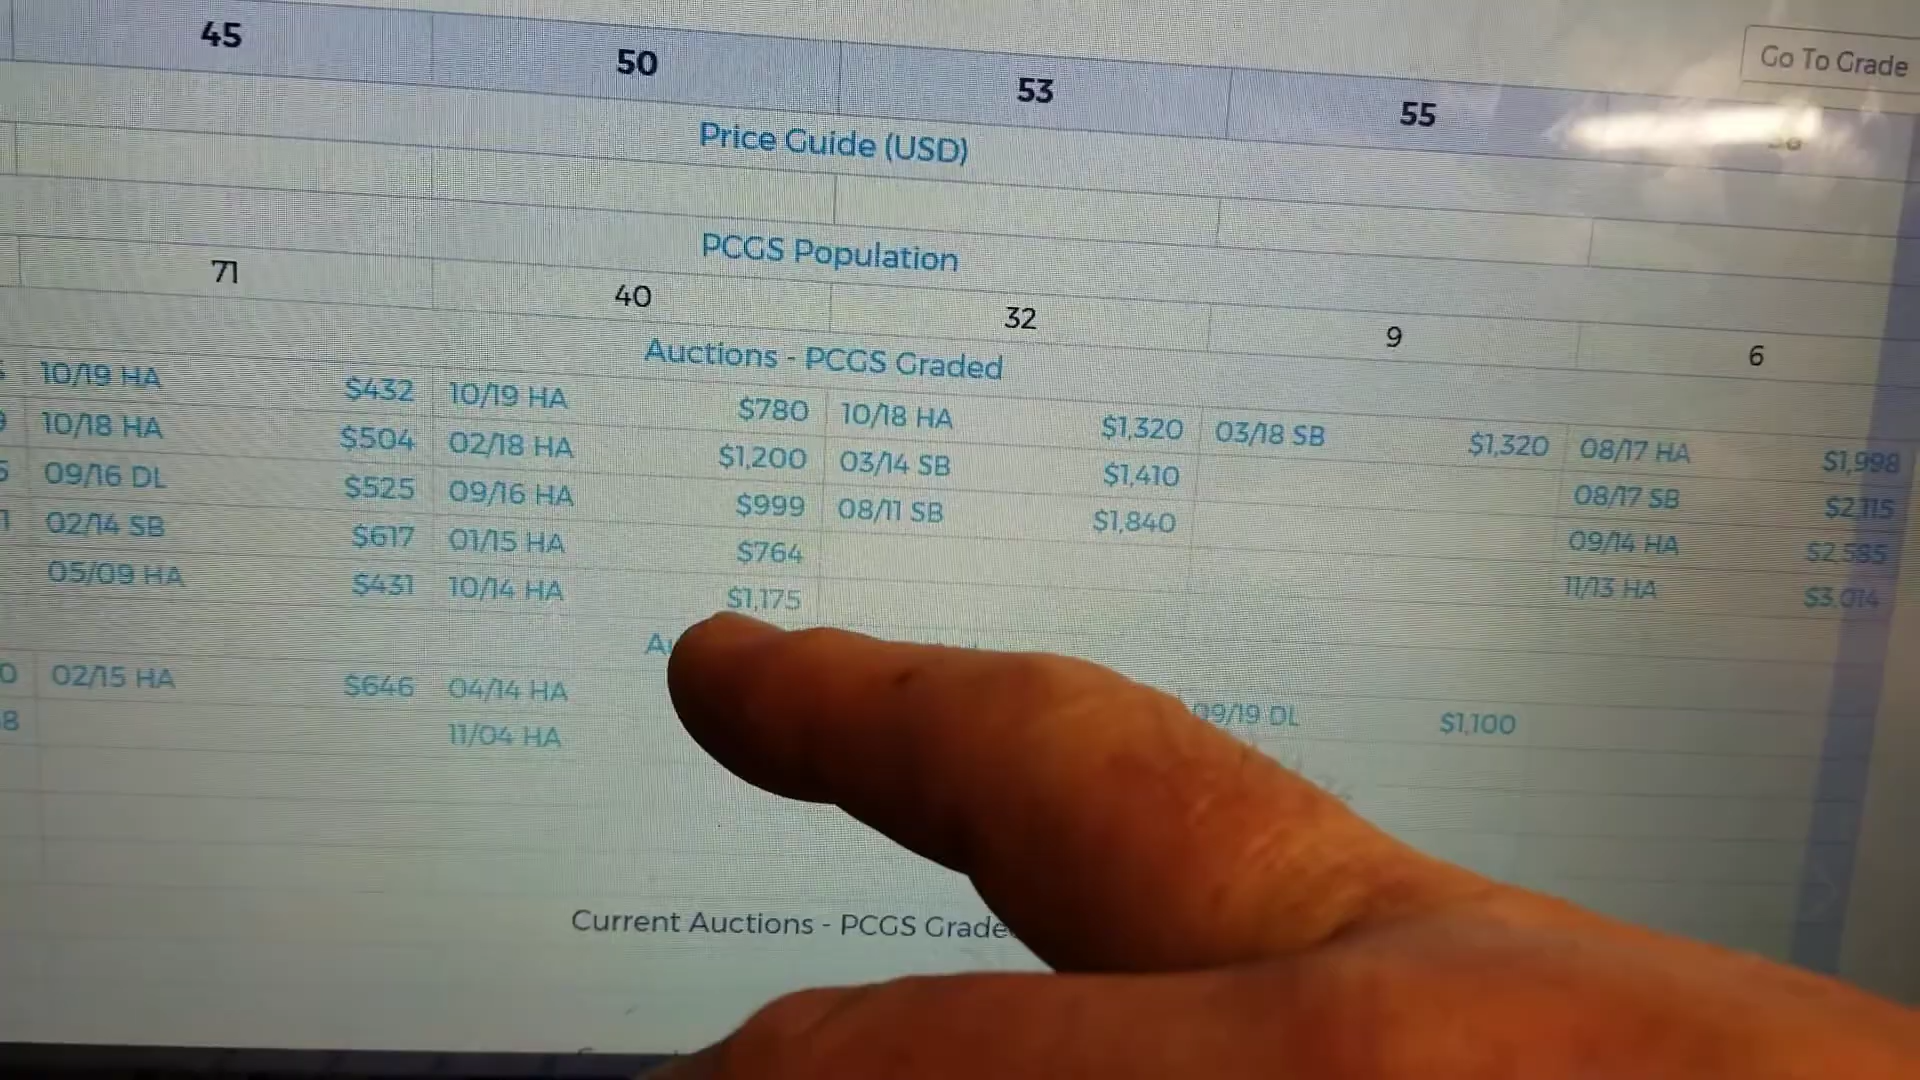 Go To Grade
45 50 53 55
Price Guide (USD)
PCGS Population
71 40 32 9 6
Auctions - PCGS Graded
10/19 HA $432 10/19 HA $780 10/18 HA $1,320 03/18 SB $1,320 08/17 HA $1,998
10/18 HA $504 02/18 HA $1,200 03/14 SB $1,410 08/17 SB $2,115
09/16 DL $525 09/16 HA $999 08/11 SB $1,840 09/14 HA $2,585
02/14 SB $617 01/15 HA $764 11/13 HA $3,014
05/09 HA $431 10/14 HA $1,175
02/15 HA $646 04/14 HA 09/19 DL $1,100
11/04 HA
Current Auctions - PCGS Grade